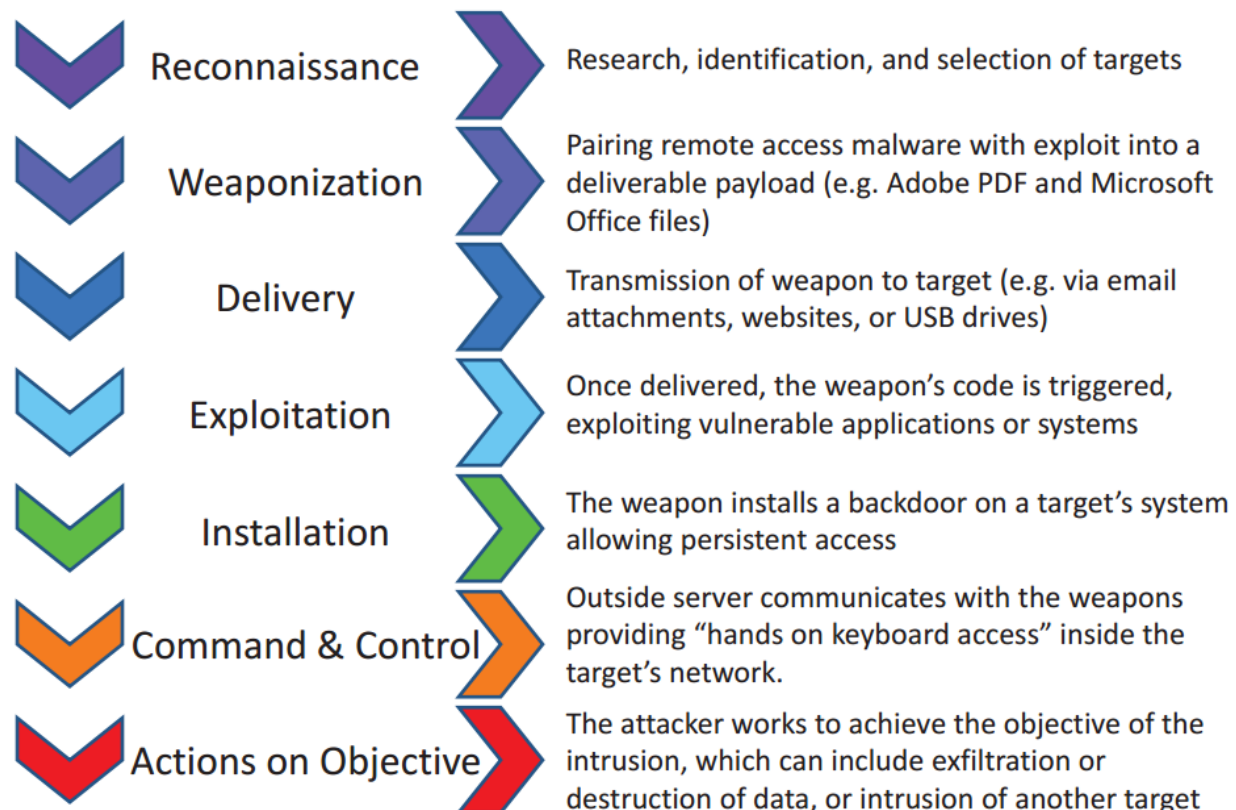 Reconnaissance
Research, identification, and selection of targets
Weaponization
Pairing remote access malware with exploit into a
deliverable payload (e.g. Adobe PDF and Microsoft
Office files)
Delivery
Transmission of weapon to target (e.g. via email
attachments, websites, or USB drives)
Exploitation
Once delivered, the weapon’s code is triggered,
exploiting vulnerable applications or systems
Installation
The weapon installs a backdoor on a target’s system
allowing persistent access
Command & Control
Outside server communicates with the weapons
providing “hands on keyboard access” inside the
target’s network.
Actions on Objective
The attacker works to achieve the objective of the
intrusion, which can include exfiltration or
destruction of data, or intrusion of another target